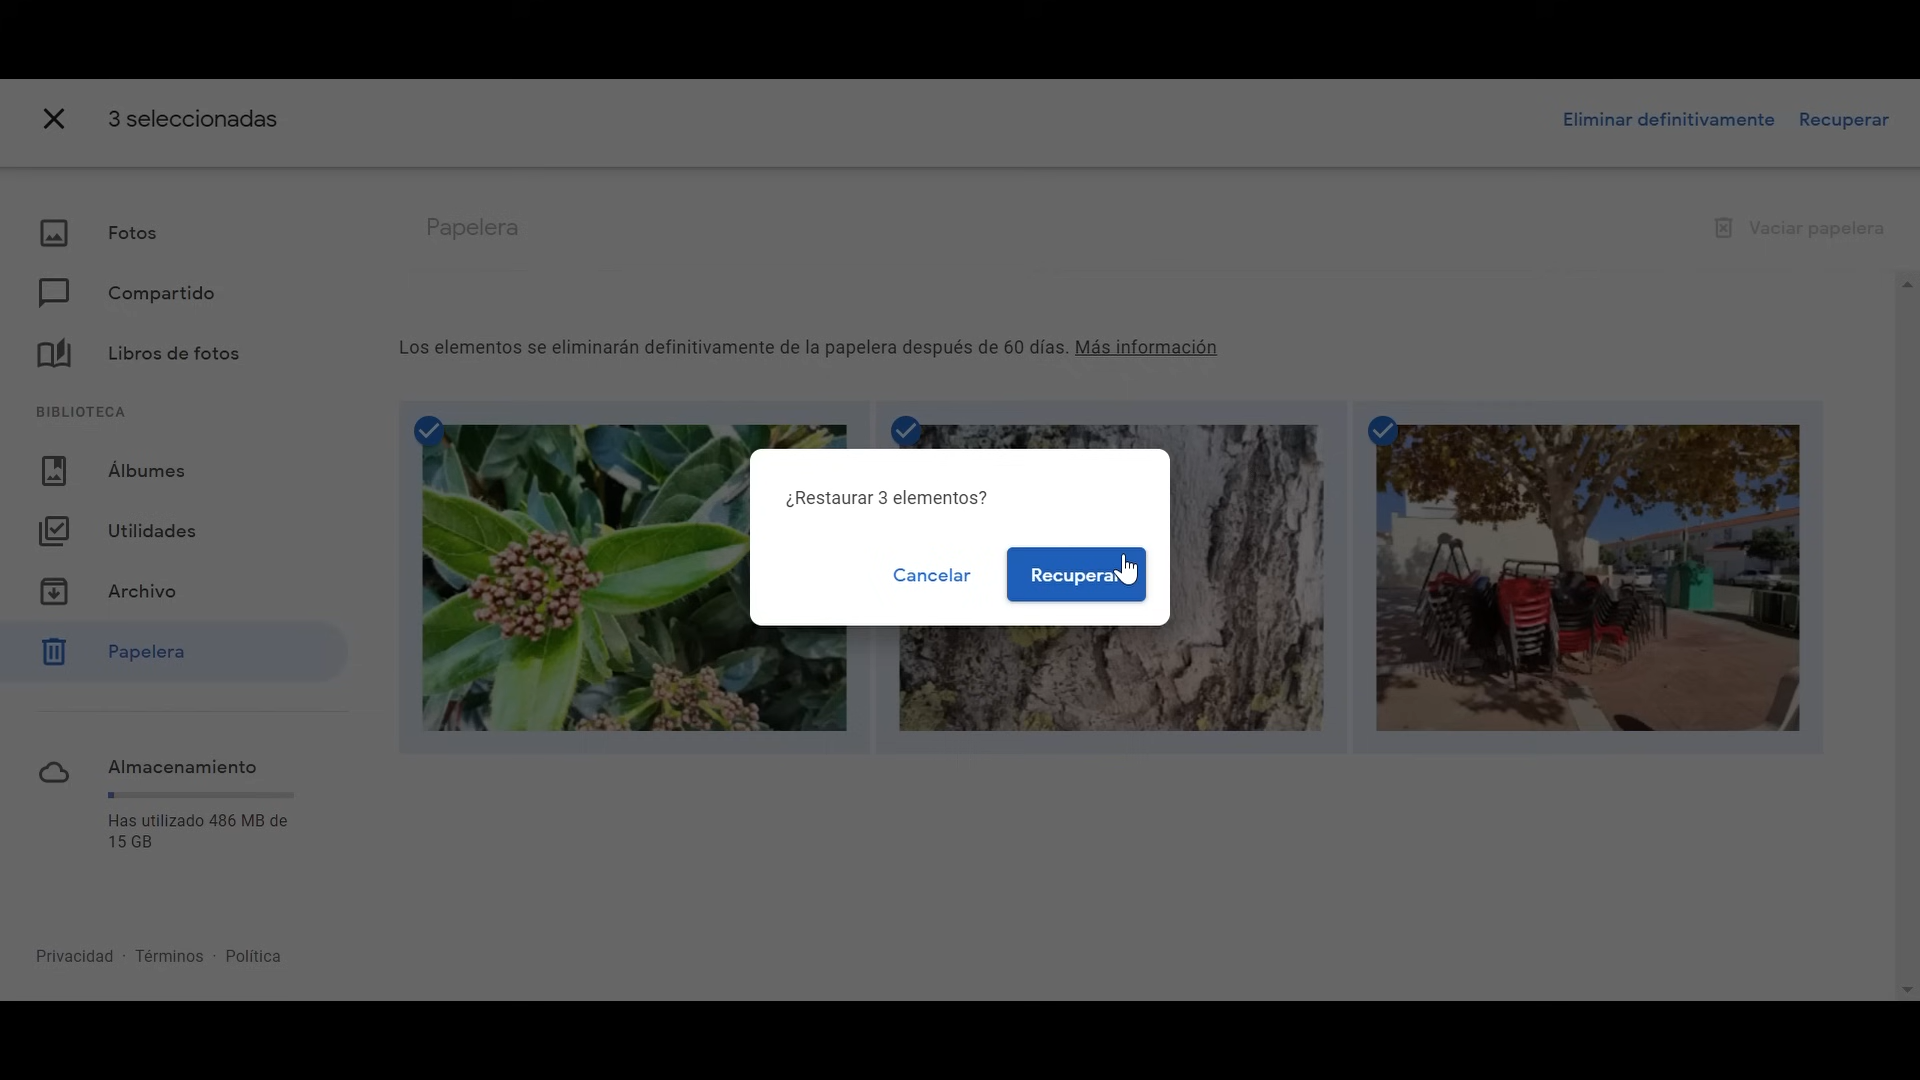 3 seleccionadas
Eliminar definitivamente
Recuperar
Fotos
Compartido
Libros de fotos
BIBLIOTECA
Álbumes
Utilidades
Archivo
Papelera
Almacenamiento
Has utilizado 486 MB de
15 GB
Privacidad · Términos · Política
Papelera
Vaciar papelera
Los elementos se eliminarán definitivamente de la papelera después de 60 días. Más información
¿Restaurar 3 elementos?
Cancelar
Recuperar